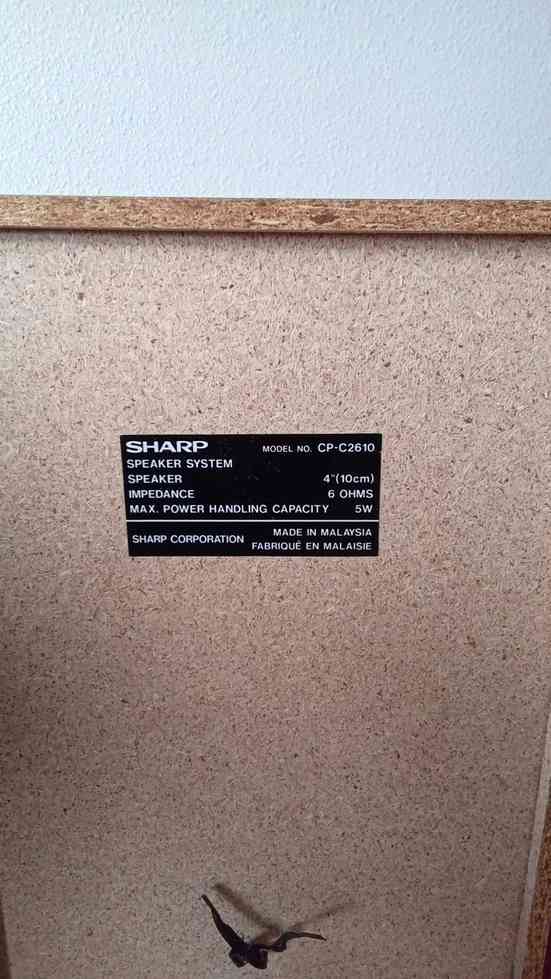 SHARP MODEL NO. CP-C2610
SPEAKER SYSTEM
SPEAKER 4"(10cm)
IMPEDANCE 6 OHMS
MAX. POWER HANDLING CAPACITY 5W
SHARP CORPORATION
MADE IN MALAYSIA
FABRIQUÉ EN MALAISIE